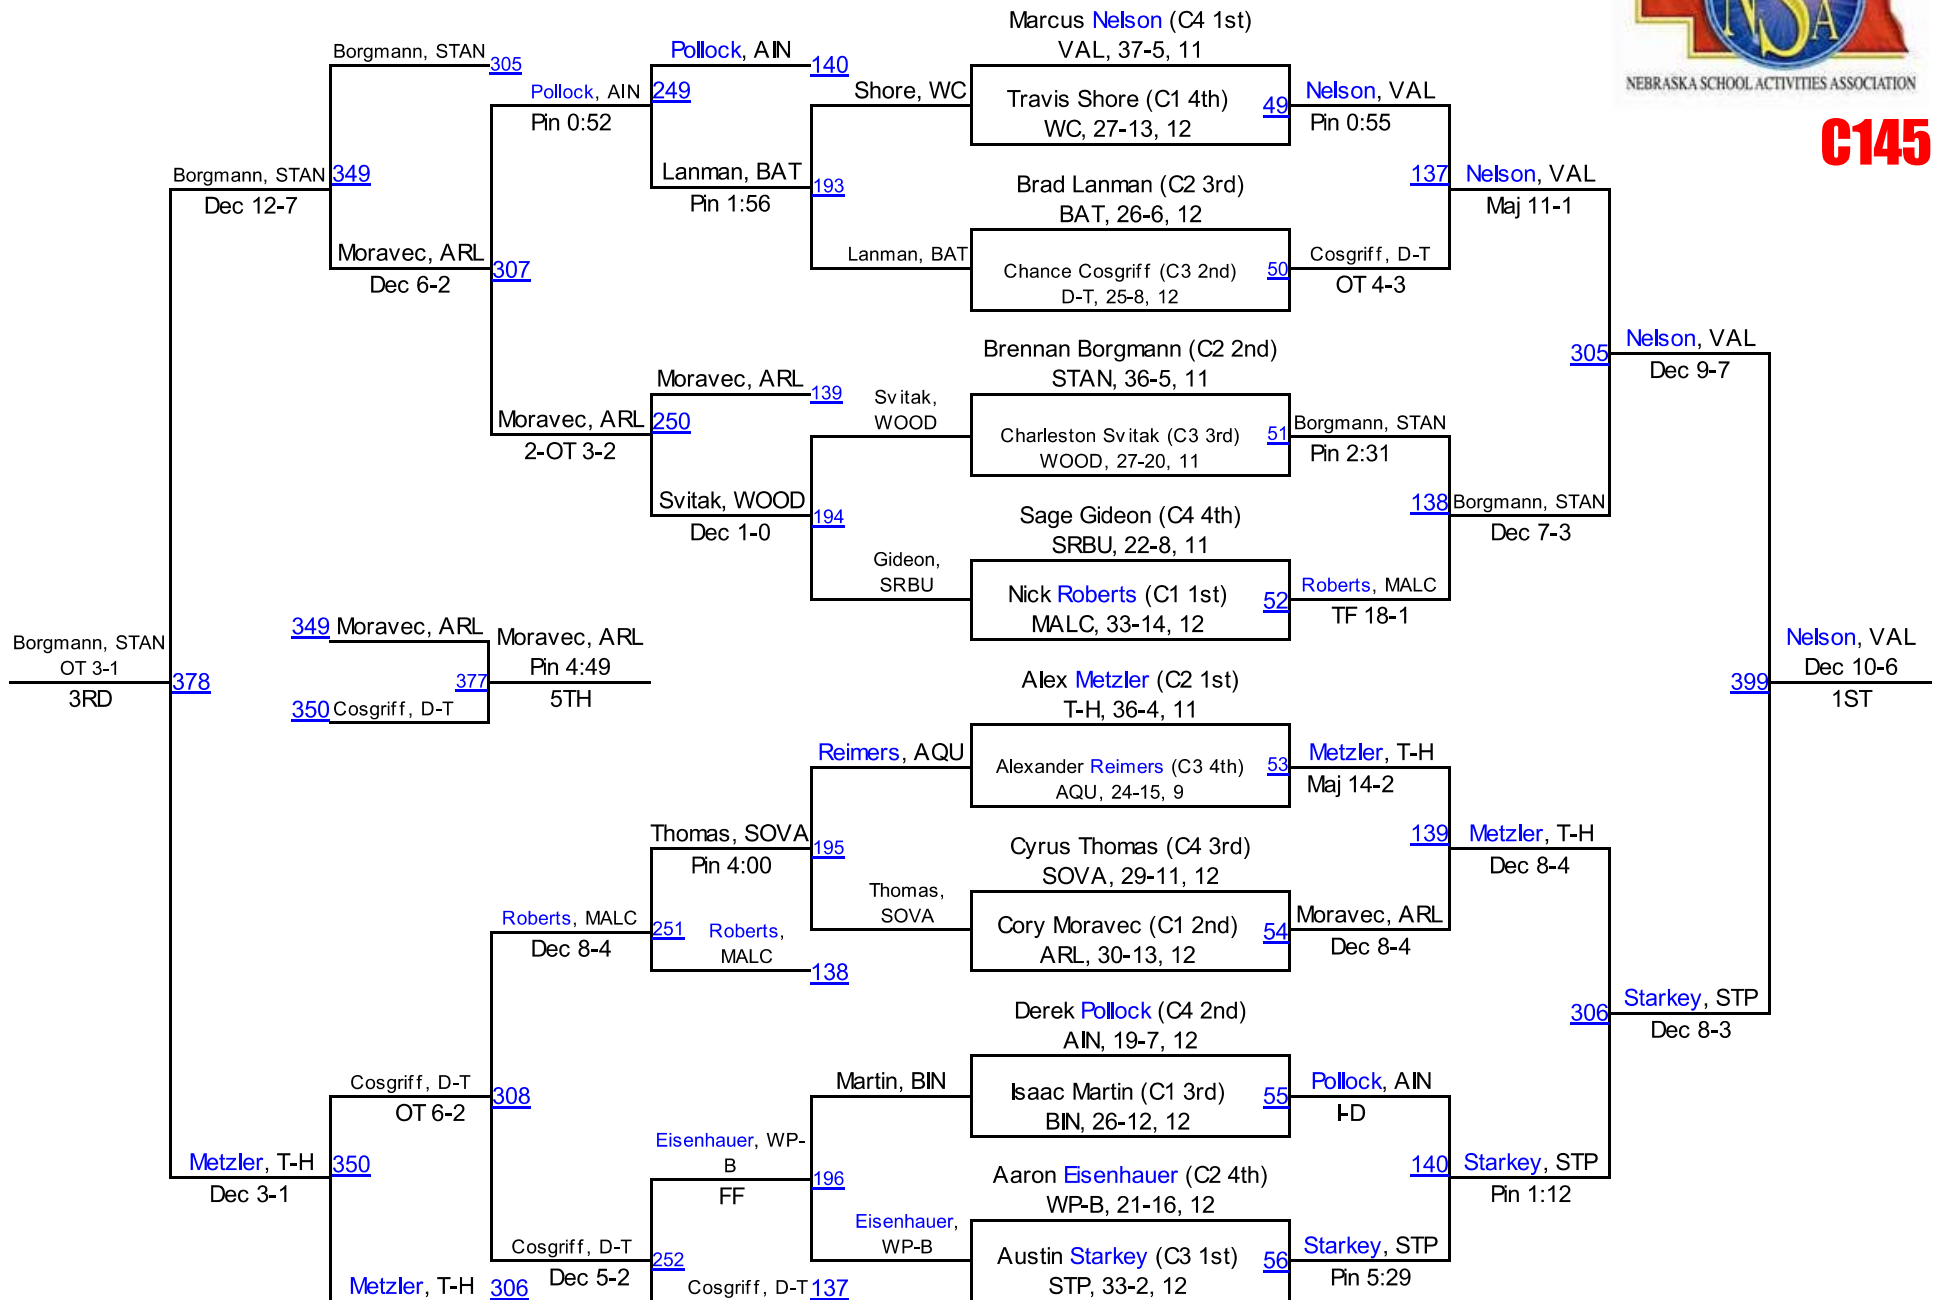 NSA
NEBRASKA SCHOOL ACTIVITIES ASSOCIATION
C145
Marcus Nelson (C4 1st)
VAL, 37-5, 11
Travis Shore (C1 4th)
WC, 27-13, 12
49
Brad Lanman (C2 3rd)
BAT, 26-6, 12
Chance Cosgriff (C3 2nd)
D-T, 25-8, 12
50
Brennan Borgmann (C2 2nd)
STAN, 36-5, 11
Charleston Svitak (C3 3rd)
WOOD, 27-20, 11
51
Sage Gideon (C4 4th)
SRBU, 22-8, 11
Nick Roberts (C1 1st)
MALC, 33-14, 12
52
Alex Metzler (C2 1st)
T-H, 36-4, 11
Alexander Reimers (C3 4th)
AQU, 24-15, 9
53
Cyrus Thomas (C4 3rd)
SOVA, 29-11, 12
Cory Moravec (C1 2nd)
ARL, 30-13, 12
54
Derek Pollock (C4 2nd)
AIN, 19-7, 12
Isaac Martin (C1 3rd)
BIN, 26-12, 12
55
Aaron Eisenhauer (C2 4th)
WP-B, 21-16, 12
Austin Starkey (C3 1st)
STP, 33-2, 12
56
Nelson, VAL
Pin 0:55
137
Cosgriff, D-T
OT 4-3
Borgmann, STAN
Pin 2:31
138
Roberts, MALC
TF 18-1
Metzler, T-H
Maj 14-2
139
Moravec, ARL
Dec 8-4
Pollock, AIN
I-D
140
Starkey, STP
Pin 5:29
Nelson, VAL
Maj 11-1
305
Borgmann, STAN
Dec 7-3
Metzler, T-H
Dec 8-4
306
Starkey, STP
Pin 1:12
Nelson, VAL
Dec 9-7
399
Starkey, STP
Dec 8-3
Nelson, VAL
Dec 10-6
1ST
Shore, WC
193
Lanman, BAT
Svitak,
WOOD
194
Gideon,
SRBU
Reimers, AQU
195
Thomas,
SOVA
Martin, BIN
196
Eisenhauer,
WP-B
Pollock, AIN
140
249
Lanman, BAT
Pin 1:56
Moravec, ARL
139
250
Svitak, WOOD
Dec 1-0
Thomas, SOVA
Pin 4:00
251
Roberts,
MALC
138
Eisenhauer, WP-
B
FF
252
Cosgriff, D-T
137
Pollock, AIN
Pin 0:52
307
Moravec, ARL
2-OT 3-2
Roberts, MALC
Dec 8-4
308
Cosgriff, D-T
Dec 5-2
Borgmann, STAN
305
349
Moravec, ARL
Dec 6-2
Cosgriff, D-T
OT 6-2
350
Metzler, T-H
306
Borgmann, STAN
Dec 12-7
378
Metzler, T-H
Dec 3-1
Borgmann, STAN
OT 3-1
3RD
349
Moravec, ARL
377
350
Cosgriff, D-T
Moravec, ARL
Pin 4:49
5TH